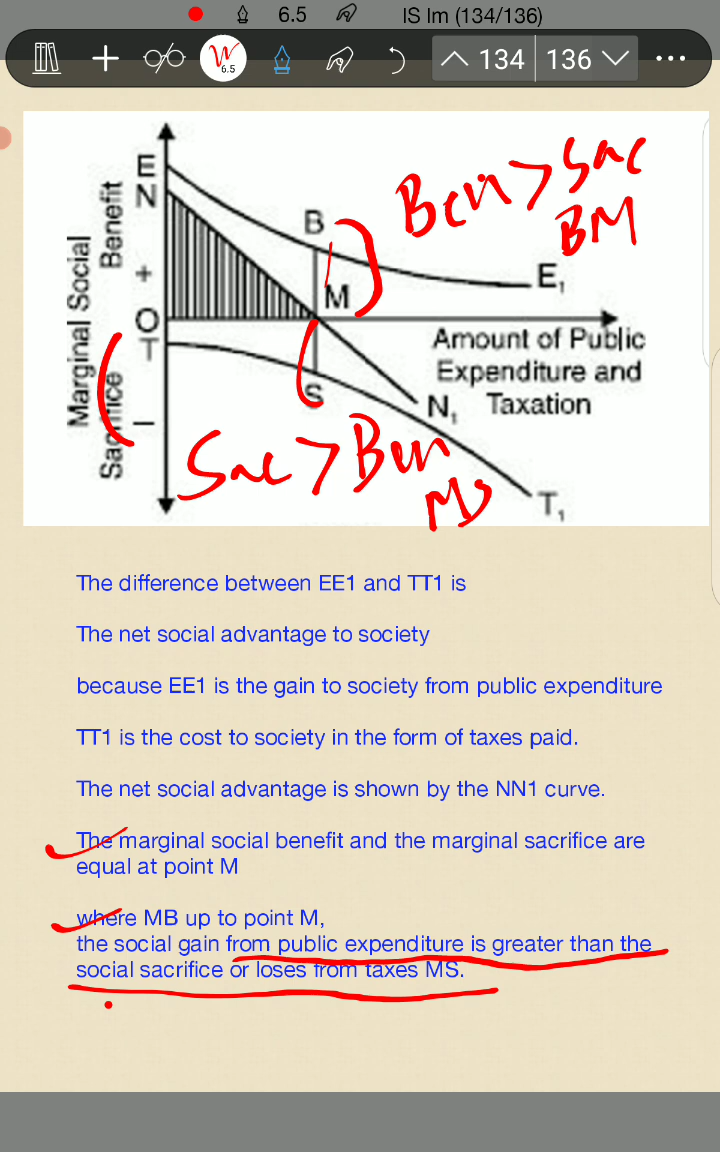 6.5 IS lm (134/136)
W 6.5 134 136
E
N
B
Ben > Sac
BM
Marginal Social
Sacrifice Benefit
+
M
E1
O
T
Amount of Public
Expenditure and
Taxation
S
N1
−
Sac > Ben
MS
T1
The difference between EE1 and TT1 is
The net social advantage to society
because EE1 is the gain to society from public expenditure
TT1 is the cost to society in the form of taxes paid.
The net social advantage is shown by the NN1 curve.
The marginal social benefit and the marginal sacrifice are
equal at point M
where MB up to point M,
the social gain from public expenditure is greater than the
social sacrifice or loses from taxes MS.